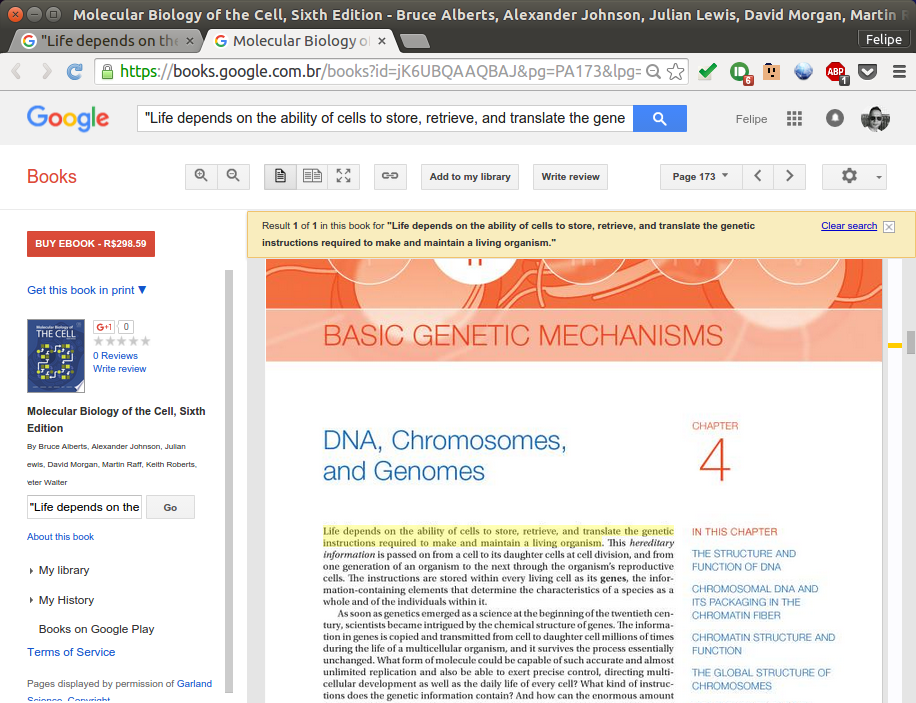 Molecular Biology of the Cell, Sixth Edition - Bruce Alberts, Alexander Johnson, Julian Lewis, David Morgan, Martin R
"Life depends on the
Molecular Biology o
Felipe
https://books.google.com.br/books?id=jK6UBQAAQBAJ&pg=PA173&lpg=
6
ABP
1
Google
"Life depends on the ability of cells to store, retrieve, and translate the gene
Felipe
Books
Add to my library
Write review
Page 173
Result 1 of 1 in this book for "Life depends on the ability of cells to store, retrieve, and translate the genetic
instructions required to make and maintain a living organism."
Clear search
BUY EBOOK - R$298.59
Get this book in print ▼
Molecular Biology of
THE CELL
G+1
0
0 Reviews
Write review
Molecular Biology of the Cell, Sixth
Edition
By Bruce Alberts, Alexander Johnson, Julian
ewis, David Morgan, Martin Raff, Keith Roberts,
eter Walter
"Life depends on the
Go
About this book
My library
My History
Books on Google Play
Terms of Service
Pages displayed by permission of Garland
Science. Copyright
BASIC GENETIC MECHANISMS
DNA, Chromosomes,
and Genomes
CHAPTER
4
Life depends on the ability of cells to store, retrieve, and translate the genetic
instructions required to make and maintain a living organism. This hereditary
information is passed on from a cell to its daughter cells at cell division, and from
one generation of an organism to the next through the organism's reproductive
cells. The instructions are stored within every living cell as its genes, the infor-
mation-containing elements that determine the characteristics of a species as a
whole and of the individuals within it.
As soon as genetics emerged as a science at the beginning of the twentieth cen-
tury, scientists became intrigued by the chemical structure of genes. The informa-
tion in genes is copied and transmitted from cell to daughter cell millions of times
during the life of a multicellular organism, and it survives the process essentially
unchanged. What form of molecule could be capable of such accurate and almost
unlimited replication and also be able to exert precise control, directing multi-
cellular development as well as the daily life of every cell? What kind of instruc-
tions does the genetic information contain? And how can the enormous amount
IN THIS CHAPTER
THE STRUCTURE AND
FUNCTION OF DNA
CHROMOSOMAL DNA AND
ITS PACKAGING IN THE
CHROMATIN FIBER
CHROMATIN STRUCTURE AND
FUNCTION
THE GLOBAL STRUCTURE OF
CHROMOSOMES